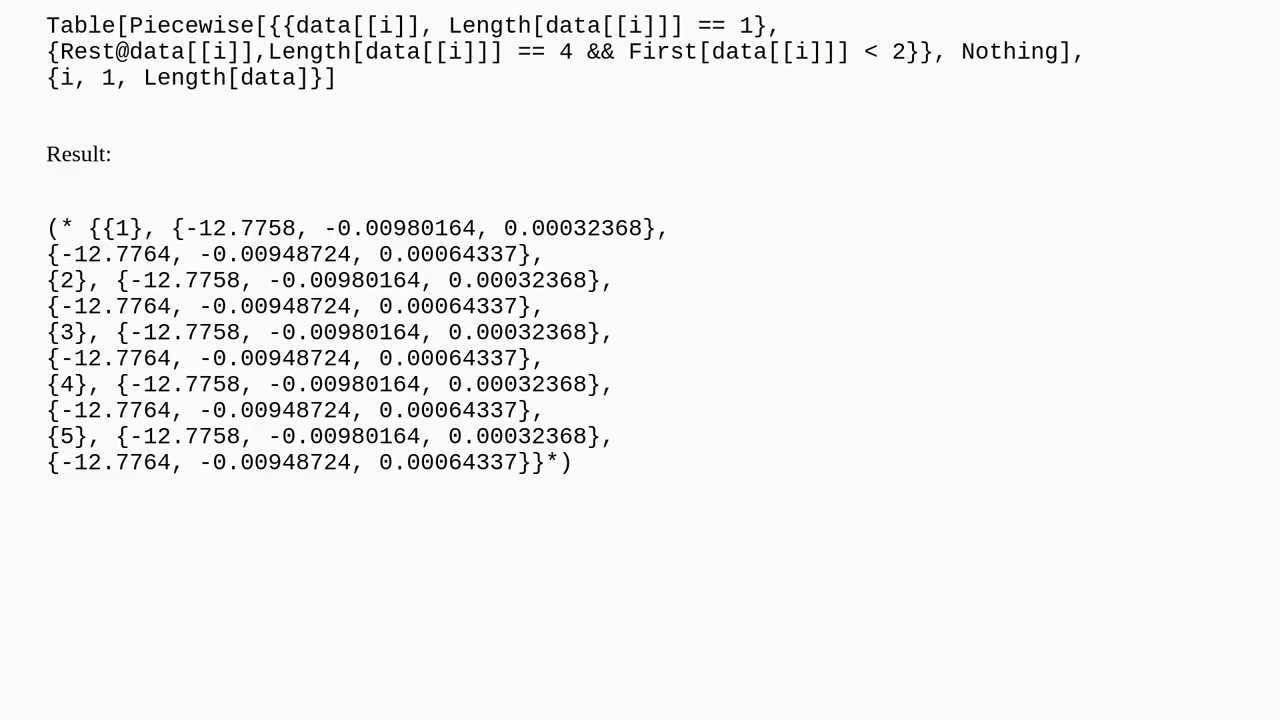 Table[Piecewise[{{data[[i]], Length[data[[i]]] == 1},
{Rest@data[[i]],Length[data[[i]]] == 4 && First[data[[i]]] < 2}}, Nothing],
{i, 1, Length[data]}]
Result:
(* {{1}, {-12.7758, -0.00980164, 0.00032368},
{-12.7764, -0.00948724, 0.00064337},
{2}, {-12.7758, -0.00980164, 0.00032368},
{-12.7764, -0.00948724, 0.00064337},
{3}, {-12.7758, -0.00980164, 0.00032368},
{-12.7764, -0.00948724, 0.00064337},
{4}, {-12.7758, -0.00980164, 0.00032368},
{-12.7764, -0.00948724, 0.00064337},
{5}, {-12.7758, -0.00980164, 0.00032368},
{-12.7764, -0.00948724, 0.00064337}}*)